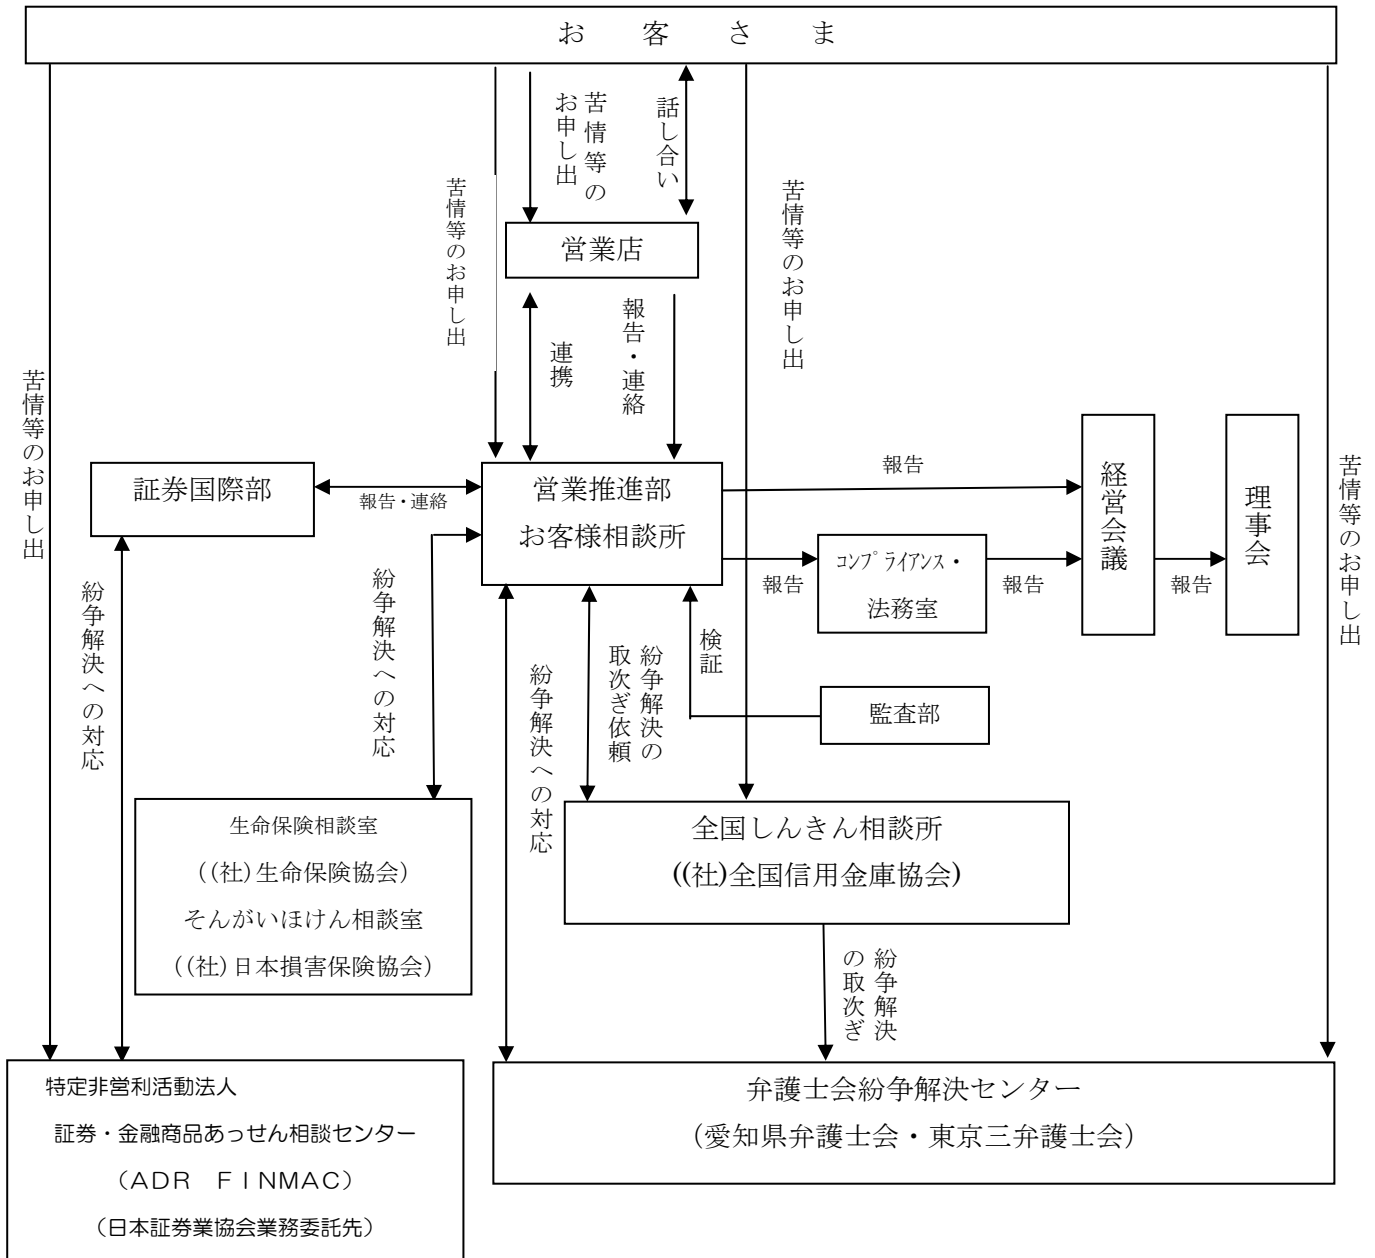 お 客 さ ま
苦情等の
お申し出
話し合い
苦情等のお申し出
苦情等のお申し出
営業店
連携
報告・連絡
苦情等のお申し出
苦情等のお申し出
証券国際部
報告・連絡
営業推進部
お客様相談所
報告
報告
コンプライアンス・
法務室
報告
経営会議
報告
理事会
紛争解決への対応
紛争解決への対応
紛争解決への対応
紛争解決の
取次ぎ依頼
検証
監査部
生命保険相談室
((社)生命保険協会)
そんがいほけん相談室
((社)日本損害保険協会)
全国しんきん相談所
((社)全国信用金庫協会)
紛争解決
の取次ぎ
特定非営利活動法人
証券・金融商品あっせん相談センター
(ADR FINMAC)
(日本証券業協会業務委託先)
弁護士会紛争解決センター
(愛知県弁護士会・東京三弁護士会)